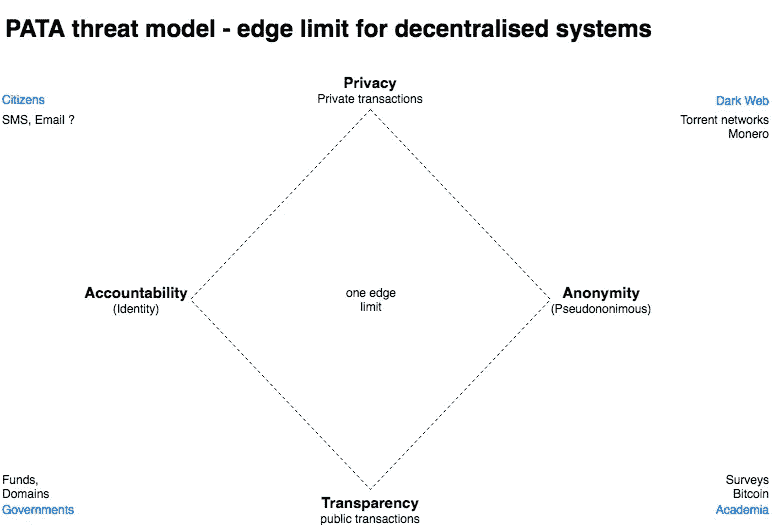 PATA threat model - edge limit for decentralised systems
Privacy
Private transactions
Citizens
SMS, Email ?
Dark Web
Torrent networks
Monero
Accountability
(Identity)
one edge
limit
Anonymity
(Pseudononimous)
Funds,
Domains
Governments
Transparency
public transactions
Surveys
Bitcoin
Academia